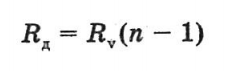 R_д = R_v(n − 1)